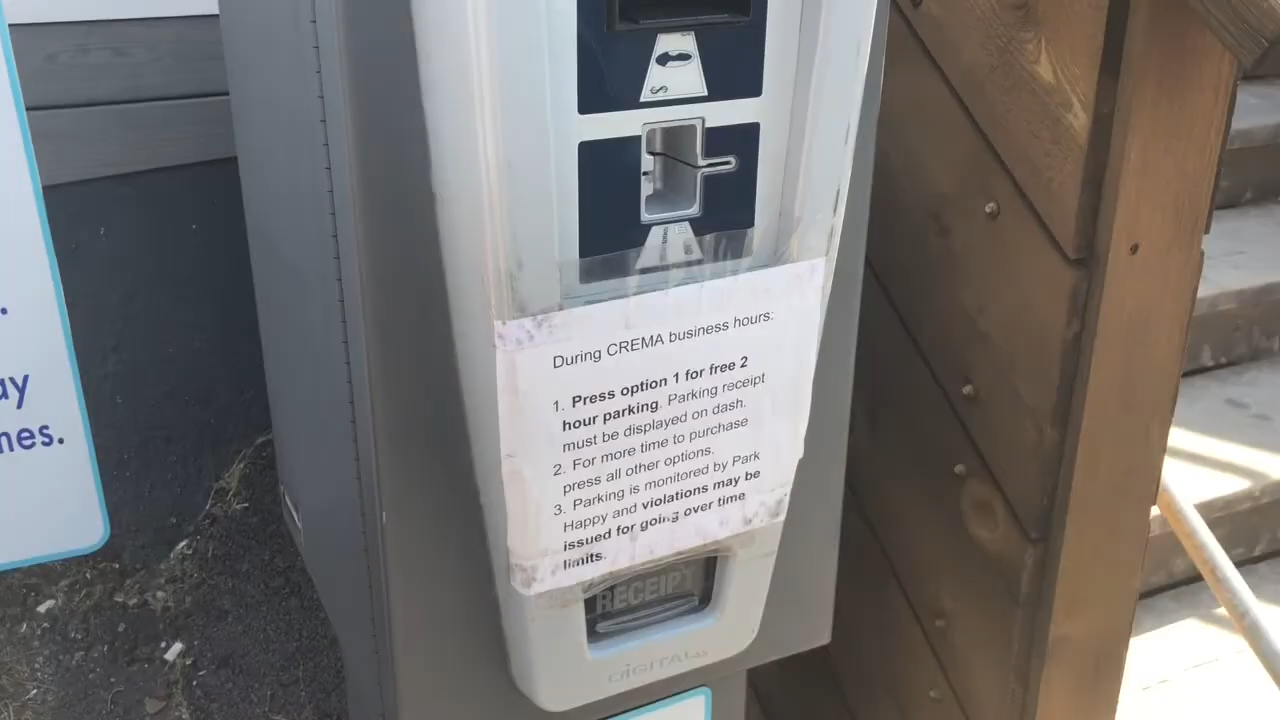 During CREMA business hours:
1. Press option 1 for free 2
hour parking. Parking receipt
must be displayed on dash.
2. For more time to purchase
press all other options.
3. Parking is monitored by Park
Happy and violations may be
issued for going over time
limits.
RECEIPT
DIGITAL
ay
nes.